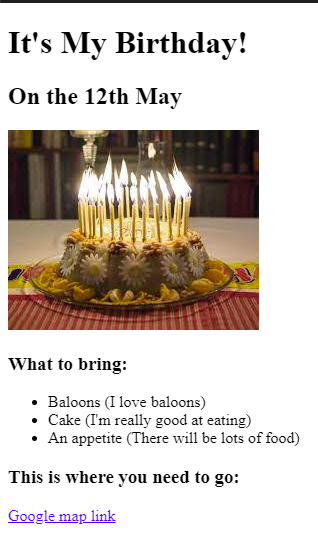 It's My Birthday!
On the 12th May
What to bring:
Baloons (I love baloons)
Cake (I'm really good at eating)
An appetite (There will be lots of food)
This is where you need to go:
Google map link